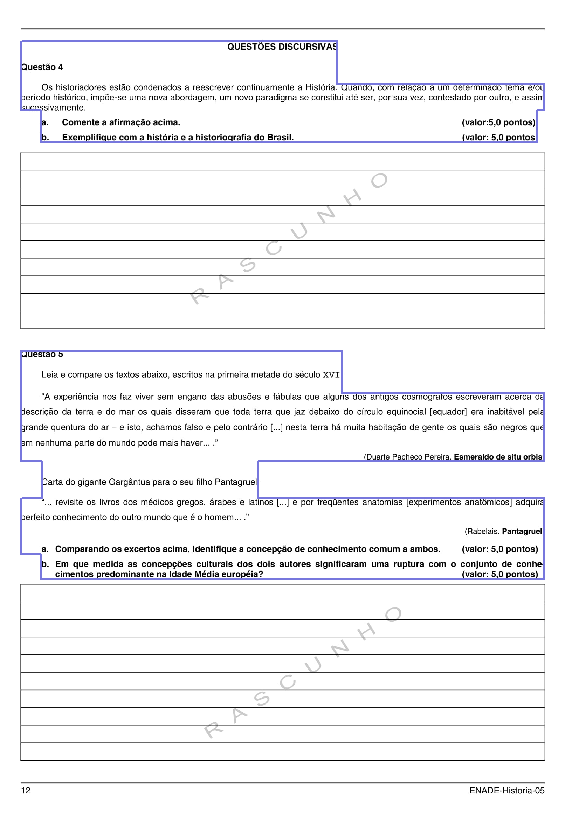 QUESTÕES DISCURSIVAS
Questão 4
Os historiadores estão condenados a reescrever continuamente a História. Quando, com relação a um determinado tema e/ou
período histórico, impõe-se uma nova abordagem, um novo paradigma se constitui até ser, por sua vez, contestado por outro, e assim
sucessivamente.
a. Comente a afirmação acima. (valor:5,0 pontos)
b. Exemplifique com a história e a historiografia do Brasil. (valor: 5,0 pontos
RASCUNHO
Questão 5
Leia e compare os textos abaixo, escritos na primeira metade do século XVI.
"A experiência nos faz viver sem engano das abusões e fábulas que alguns dos antigos cosmógrafos escreveram acerca da
descrição da terra e do mar os quais disseram que toda terra que jaz debaixo do círculo equinocial [equador] era inabitável pela
grande quentura do ar – e isto, achamos falso e pelo contrário [...] nesta terra há muita habitação de gente os quais são negros que
em nenhuma parte do mundo pode mais haver....."
(Duarte Pacheco Pereira, Esmeraldo de situ orbis
Carta do gigante Gargântua para o seu filho Pantagruel
"... revisite os livros dos médicos gregos, árabes e latinos [...] e por freqüentes anatomias [experimentos anatômicos] adquira
perfeito conhecimento do outro mundo que é o homem... ."
(Rabelais, Pantagruel
a. Comparando os excertos acima, identifique a concepção de conhecimento comum a ambos. (valor: 5,0 pontos)
b. Em que medida as concepções culturais dos dois autores significaram uma ruptura com o conjunto de conhe-
cimentos predominante na Idade Média européia? (valor: 5,0 pontos)
RASCUNHO
12 ENADE-Historia-05